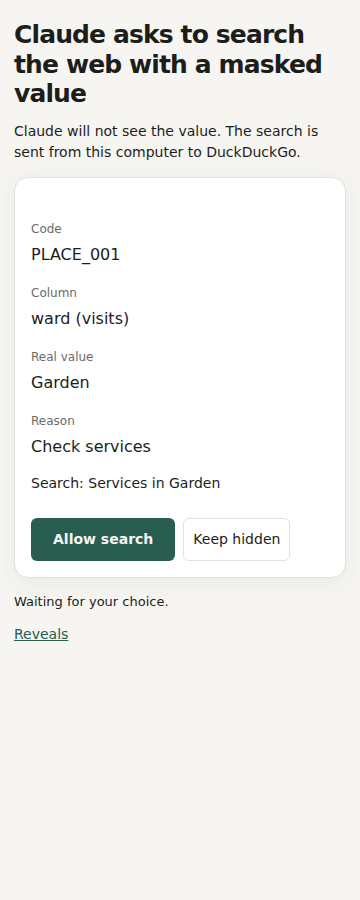 Claude asks to search
the web with a masked
value
Claude will not see the value. The search is
sent from this computer to DuckDuckGo.
Code
PLACE_001
Column
ward (visits)
Real value
Garden
Reason
Check services
Search: Services in Garden
Allow search
Keep hidden
Waiting for your choice.
Reveals